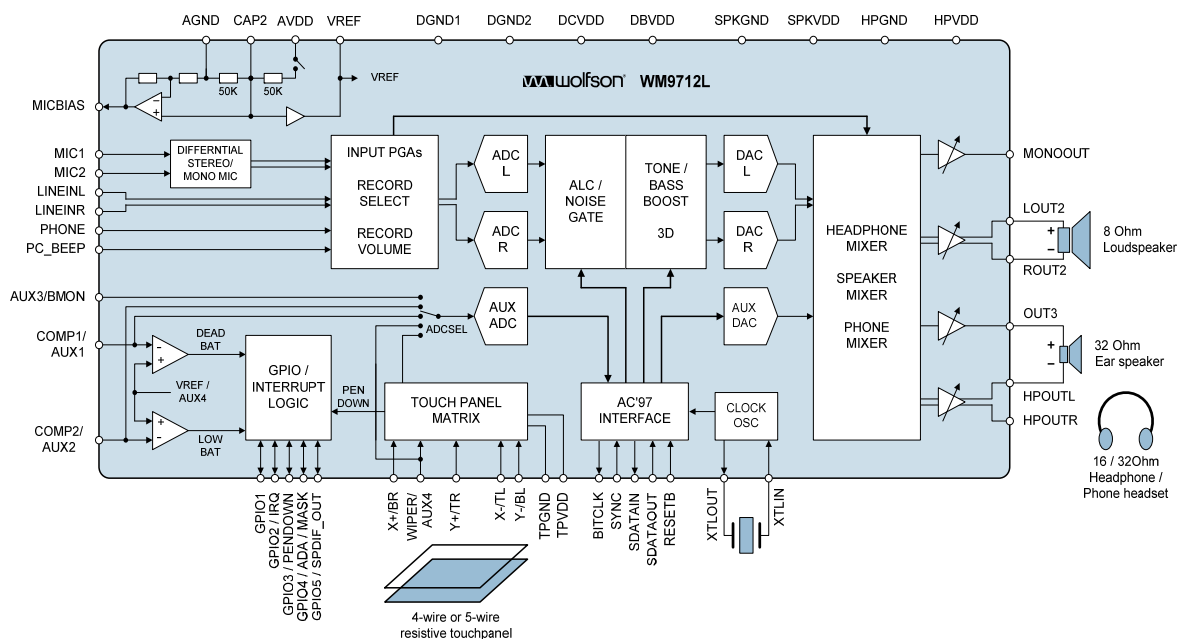 AGND CAP2 AVDD VREF DGND1 DGND2 DCVDD DBVDD SPKGND SPKVDD HPGND HPVDD
wolfson WM9712L
VREF
50K 50K
MICBIAS
MIC1
MIC2
LINEINL
LINEINR
PHONE
PC_BEEP
DIFFERNTIAL
STEREO/
MONO MIC
INPUT PGAs
RECORD
SELECT
RECORD
VOLUME
ADC
L
ADC
R
ALC /
NOISE
GATE
TONE /
BASS
BOOST
3D
DAC
L
DAC
R
HEADPHONE
MIXER
SPEAKER
MIXER
PHONE
MIXER
MONOOUT
LOUT2
+
−
ROUT2
8 Ohm
Loudspeaker
OUT3
+
−
32 Ohm
Ear speaker
HPOUTL
HPOUTR
16 / 32Ohm
Headphone /
Phone headset
AUX3/BMON
COMP1/
AUX1
COMP2/
AUX2
−
+
−
+
DEAD
BAT
VREF /
AUX4
+
−
LOW
BAT
GPIO /
INTERRUPT
LOGIC
PEN
DOWN
ADCSEL
AUX
ADC
AUX
DAC
TOUCH PANEL
MATRIX
AC'97
INTERFACE
CLOCK
OSC
GPIO1
GPIO2 / IRQ
GPIO3 / PENDOWN
GPIO4 / ADA / MASK
GPIO5 / SPDIF_OUT
X+/BR
WIPER/
AUX4
Y+/TR
X-/TL
Y-/BL
TPGND
TPVDD
BITCLK
SYNC
SDATAIN
SDATAOUT
RESETB
XTLOUT
XTLIN
4-wire or 5-wire
resistive touchpanel